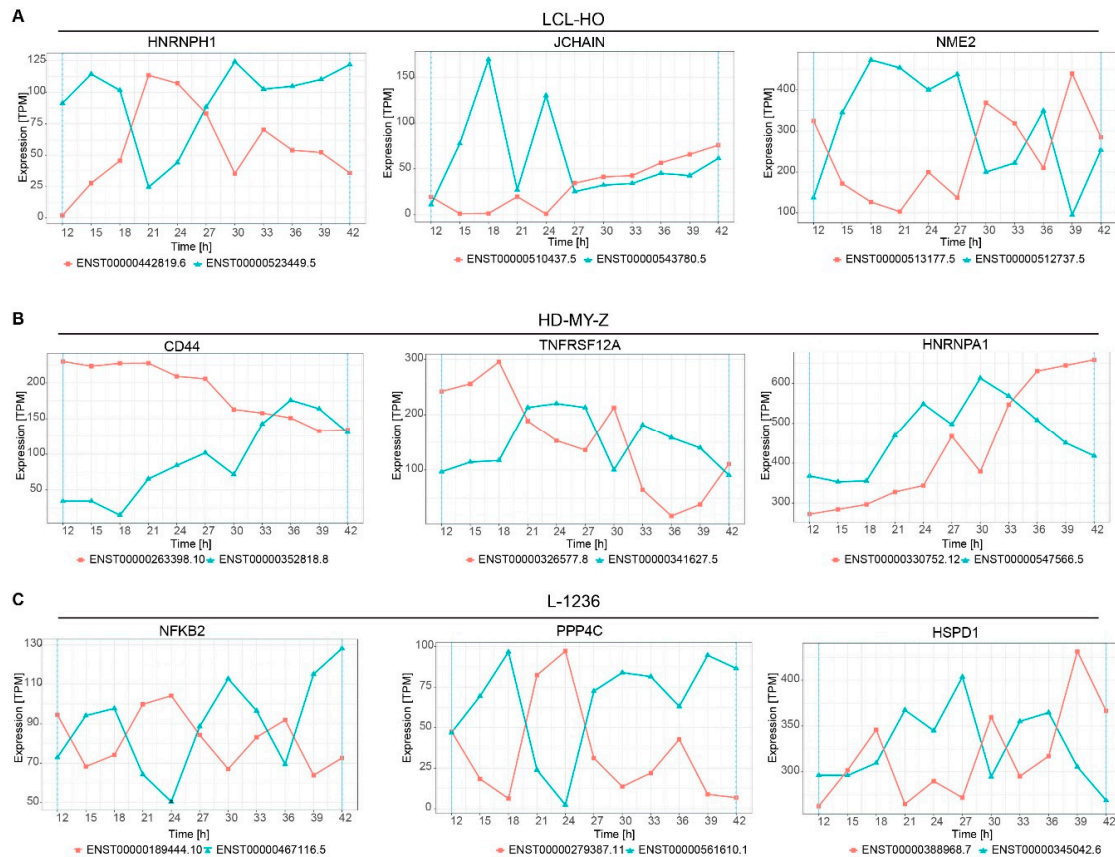 A
LCL-HO
HNRNPH1
JCHAIN
NME2
Expression [TPM]
125
100
75
50
25
0
12 15 18 21 24 27 30 33 36 39 42
Time [h]
ENST00000442819.6 ENST00000523449.5
Expression [TPM]
150
100
50
0
12 15 18 21 24 27 30 33 36 39 42
Time [h]
ENST00000510437.5 ENST00000543780.5
Expression [TPM]
400
300
200
100
12 15 18 21 24 27 30 33 36 39 42
Time [h]
ENST00000513177.5 ENST00000512737.5
B
HD-MY-Z
CD44
TNFRSF12A
HNRNPA1
Expression [TPM]
200
150
100
50
12 15 18 21 24 27 30 33 36 39 42
Time [h]
ENST00000263398.10 ENST00000352818.8
Expression [TPM]
300
200
100
12 15 18 21 24 27 30 33 36 39 42
Time [h]
ENST00000326577.8 ENST00000341627.5
Expression [TPM]
600
500
400
300
12 15 18 21 24 27 30 33 36 39 42
Time [h]
ENST00000330752.12 ENST00000547566.5
C
L-1236
NFKB2
PPP4C
HSPD1
Expression [TPM]
130
110
90
70
50
12 15 18 21 24 27 30 33 36 39 42
Time [h]
ENST00000189444.10 ENST00000467116.5
Expression [TPM]
100
75
50
25
0
12 15 18 21 24 27 30 33 36 39 42
Time [h]
ENST00000279387.11 ENST00000561610.1
Expression [TPM]
400
350
300
12 15 18 21 24 27 30 33 36 39 42
Time [h]
ENST00000388968.7 ENST00000345042.6